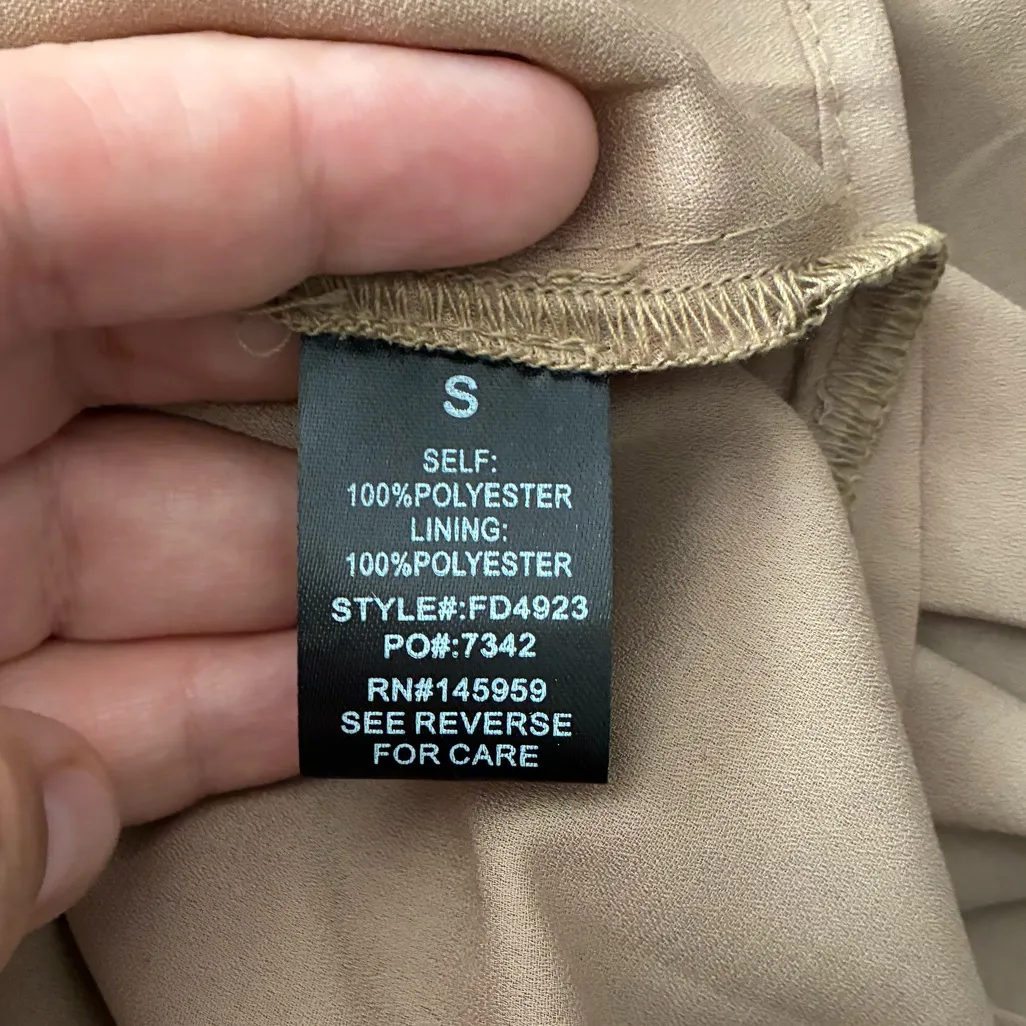 S
SELF:
100%POLYESTER
LINING:
100%POLYESTER
STYLE#:FD4923
PO#:7342
RN#145959
SEE REVERSE
FOR CARE